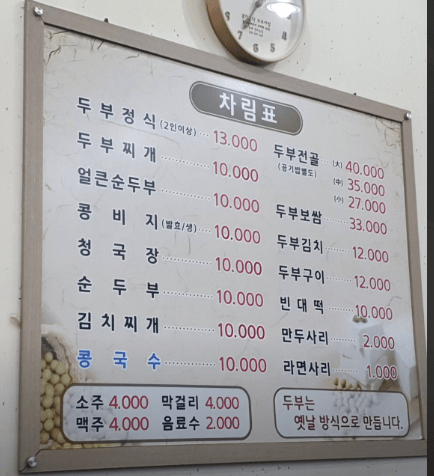 차림표
두부정식(2인이상) 13.000
두부찌개 10.000
얼큰순두부 10.000
콩비지(발효/생) 10.000
청국장 10.000
순두부 10.000
김치찌개 10.000
콩국수 10.000
두부전골 (大) 40.000
(공기밥별도) (中) 35.000
(小) 27.000
두부보쌈 33.000
두부김치 12.000
두부구이 12.000
빈대떡 10.000
만두사리 2.000
라면사리 1.000
소주 4.000 막걸리 4.000
맥주 4.000 음료수 2.000
두부는
옛날 방식으로 만듭니다.